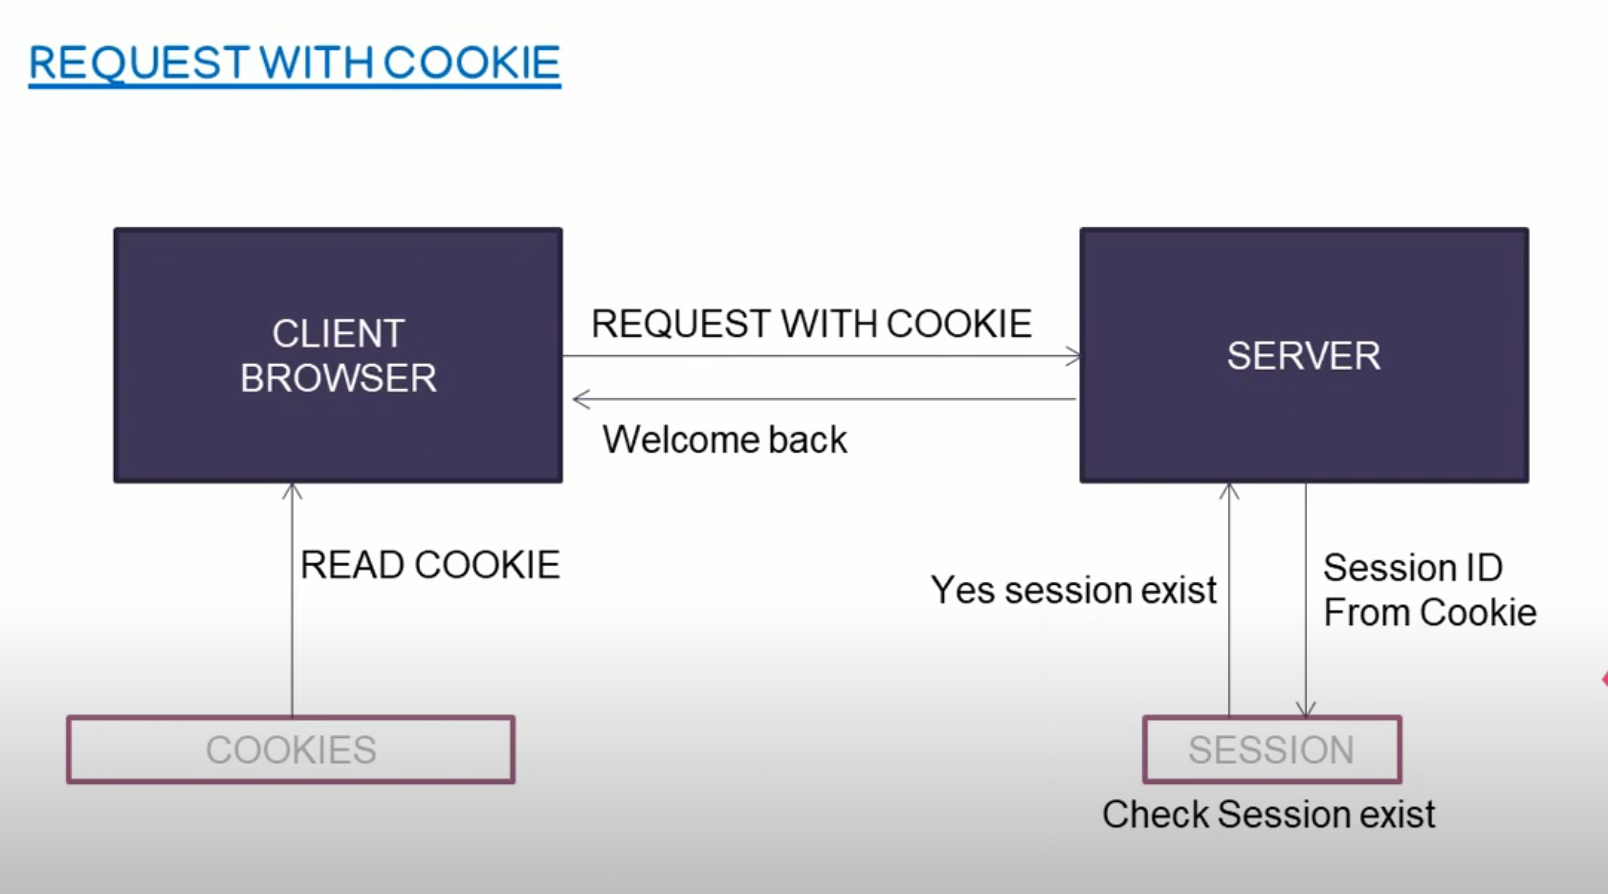 REQUEST WITH COOKIE
CLIENT
BROWSER
REQUEST WITH COOKIE
Welcome back
SERVER
READ COOKIE
Yes session exist
Session ID
From Cookie
COOKIES
SESSION
Check Session exist